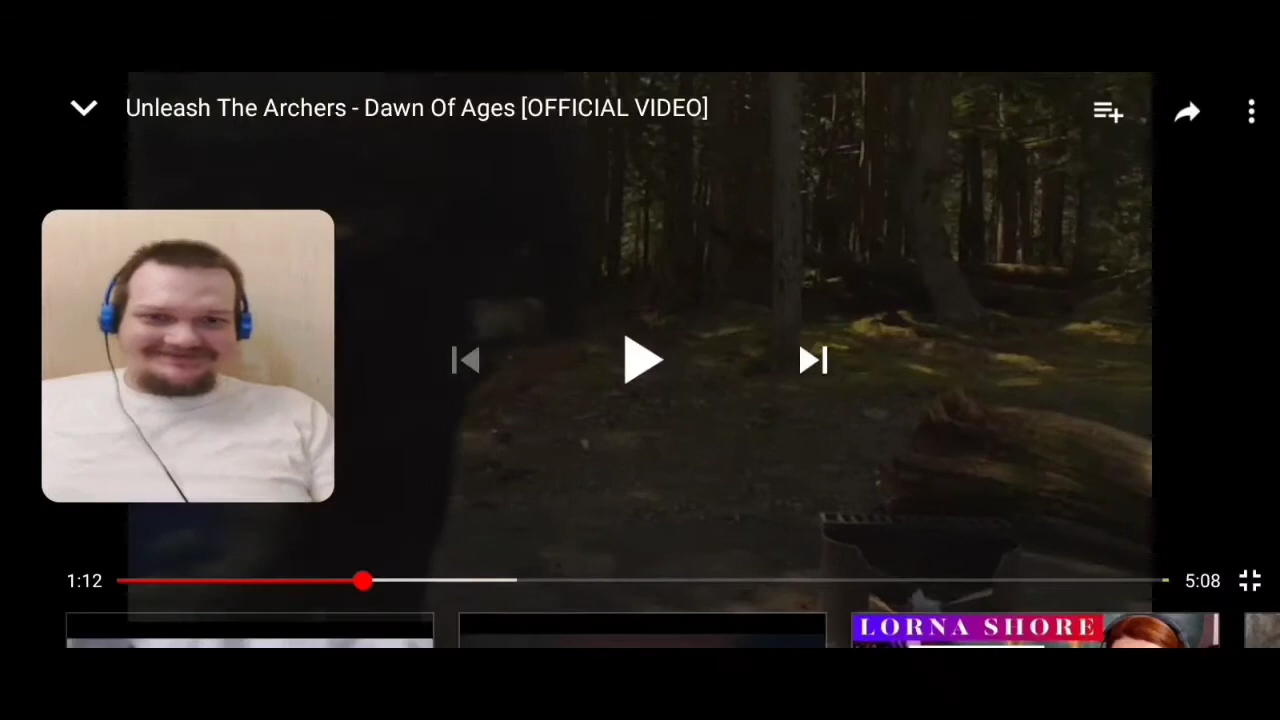 Unleash The Archers - Dawn Of Ages [OFFICIAL VIDEO]
1:12
5:08
LORNA SHORE